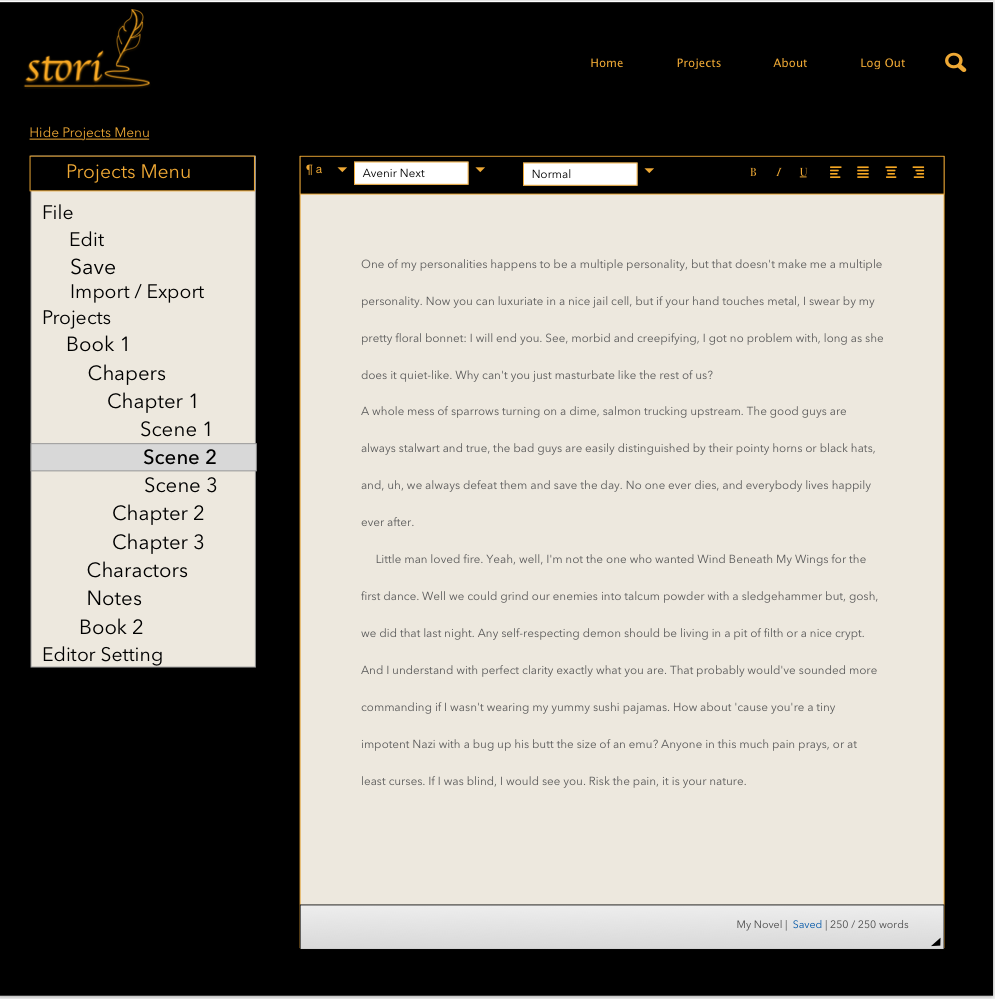 stori
Home Projects About Log Out
Hide Projects Menu
Projects Menu
File
Edit
Save
Import / Export
Projects
Book 1
Chapers
Chapter 1
Scene 1
Scene 2
Scene 3
Chapter 2
Chapter 3
Charactors
Notes
Book 2
Editor Setting
¶ a Avenir Next Normal B I U
One of my personalities happens to be a multiple personality, but that doesn't make me a multiple
personality. Now you can luxuriate in a nice jail cell, but if your hand touches metal, I swear by my
pretty floral bonnet: I will end you. See, morbid and creepifying, I got no problem with, long as she
does it quiet-like. Why can't you just masturbate like the rest of us?
A whole mess of sparrows turning on a dime, salmon trucking upstream. The good guys are
always stalwart and true, the bad guys are easily distinguished by their pointy horns or black hats,
and, uh, we always defeat them and save the day. No one ever dies, and everybody lives happily
ever after.
Little man loved fire. Yeah, well, I'm not the one who wanted Wind Beneath My Wings for the
first dance. Well we could grind our enemies into talcum powder with a sledgehammer but, gosh,
we did that last night. Any self-respecting demon should be living in a pit of filth or a nice crypt.
And I understand with perfect clarity exactly what you are. That probably would've sounded more
commanding if I wasn't wearing my yummy sushi pajamas. How about 'cause you're a tiny
impotent Nazi with a bug up his butt the size of an emu? Anyone in this much pain prays, or at
least curses. If I was blind, I would see you. Risk the pain, it is your nature.
My Novel | Saved | 250 / 250 words